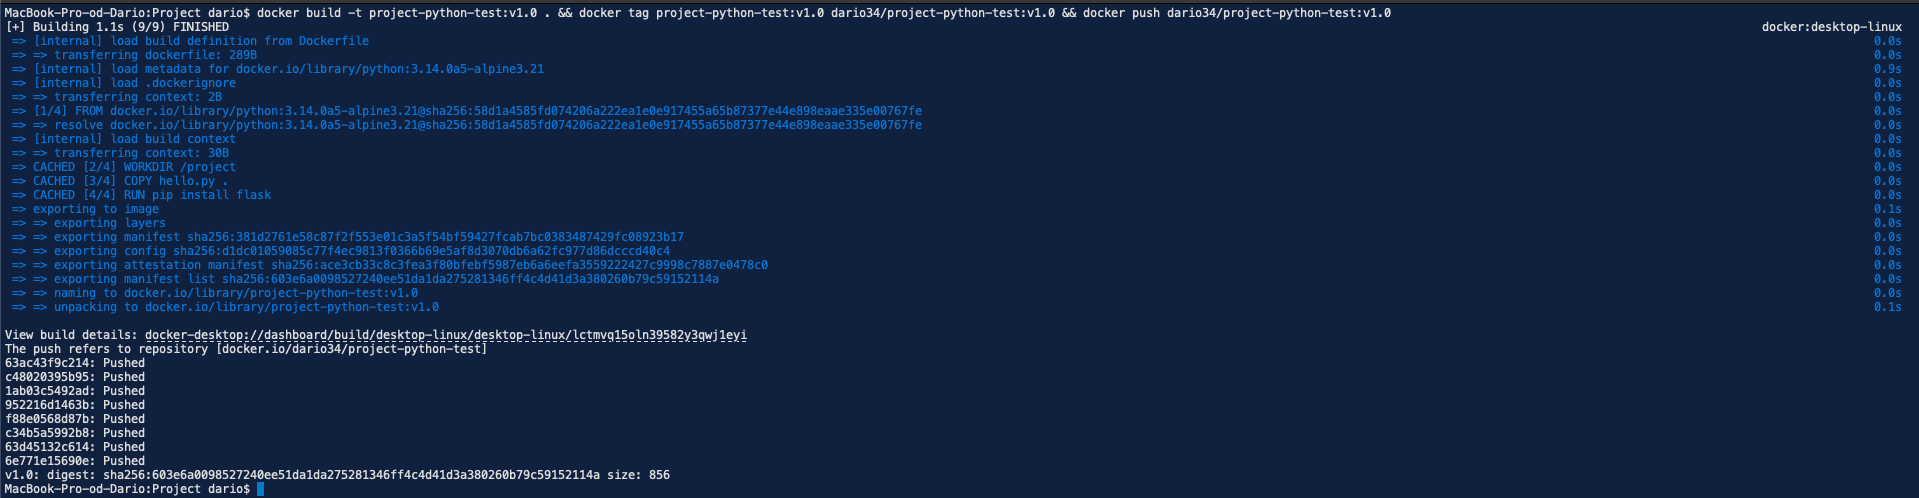 MacBook-Pro-od-Dario:Project dario$ docker build -t project-python-test:v1.0 . && docker tag project-python-test:v1.0 dario34/project-python-test:v1.0 && docker push dario34/project-python-test:v1.0
[+] Building 1.1s (9/9) FINISHED docker:desktop-linux
=> [internal] load build definition from Dockerfile 0.0s
=> => transferring dockerfile: 289B 0.0s
=> [internal] load metadata for docker.io/library/python:3.14.0a5-alpine3.21 0.9s
=> [internal] load .dockerignore 0.0s
=> => transferring context: 2B 0.0s
=> [1/4] FROM docker.io/library/python:3.14.0a5-alpine3.21@sha256:58d1a4585fd074206a222ea1e0e917455a65b87377e44e898eaae335e00767fe 0.0s
=> => resolve docker.io/library/python:3.14.0a5-alpine3.21@sha256:58d1a4585fd074206a222ea1e0e917455a65b87377e44e898eaae335e00767fe 0.0s
=> [internal] load build context 0.0s
=> => transferring context: 30B 0.0s
=> CACHED [2/4] WORKDIR /project 0.0s
=> CACHED [3/4] COPY hello.py . 0.0s
=> CACHED [4/4] RUN pip install flask 0.0s
=> exporting to image 0.1s
=> => exporting layers 0.0s
=> => exporting manifest sha256:381d2761e58c87f2f553e01c3a5f54bf59427fcab7bc0383487429fc08923b17 0.0s
=> => exporting config sha256:d1dc01059085c77f4ec9813f0366b69e5af8d3070db6a62fc977d86dcccd40c4 0.0s
=> => exporting attestation manifest sha256:ace3cb33c8c3fea3f80bfebf5987eb6a6eefa3559222427c9998c7887e0478c0 0.0s
=> => exporting manifest list sha256:603e6a0098527240ee51da1da275281346ff4c4d41d3a380260b79c59152114a 0.0s
=> => naming to docker.io/library/project-python-test:v1.0 0.0s
=> => unpacking to docker.io/library/project-python-test:v1.0 0.1s
View build details: docker-desktop://dashboard/build/desktop-linux/desktop-linux/lctmvq15oln39582y3qwj1eyi
The push refers to repository [docker.io/dario34/project-python-test]
63ac43f9c214: Pushed
c48020395b95: Pushed
1ab03c5492ad: Pushed
952216d1463b: Pushed
f88e0568d87b: Pushed
c34b5a5992b8: Pushed
63d45132c614: Pushed
6e771e15690e: Pushed
v1.0: digest: sha256:603e6a0098527240ee51da1da275281346ff4c4d41d3a380260b79c59152114a size: 856
MacBook-Pro-od-Dario:Project dario$